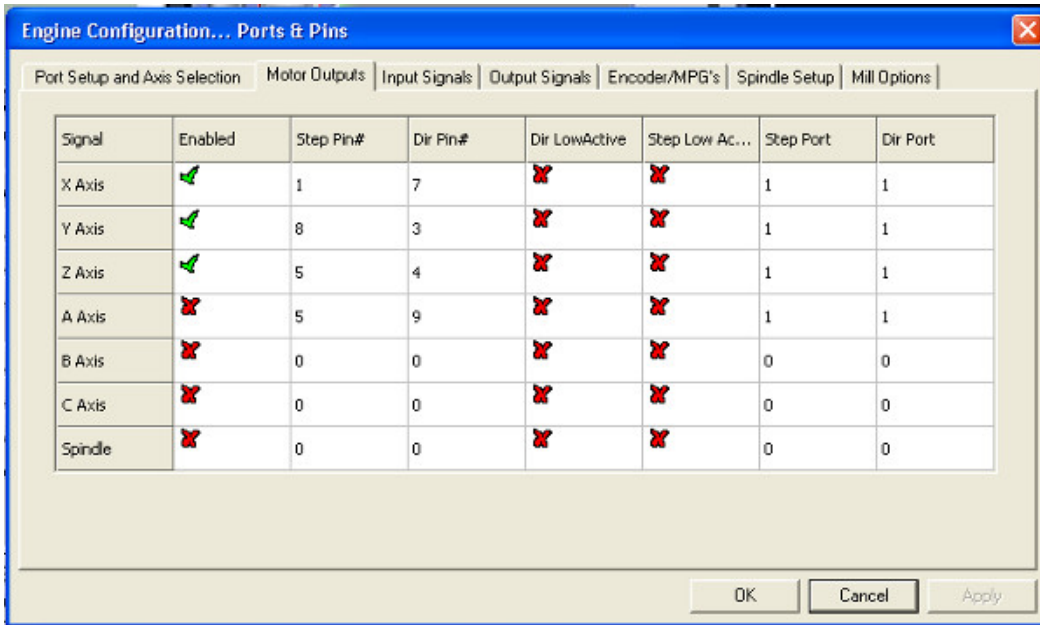 Engine Configuration... Ports & Pins
Port Setup and Axis Selection Motor Outputs Input Signals Output Signals Encoder/MPG's Spindle Setup Mill Options
Signal Enabled Step Pin# Dir Pin# Dir LowActive Step Low Ac... Step Port Dir Port
X Axis 1 7 1 1
Y Axis 8 3 1 1
Z Axis 5 4 1 1
A Axis 5 9 1 1
B Axis 0 0 0 0
C Axis 0 0 0 0
Spindle 0 0 0 0
OK Cancel Apply